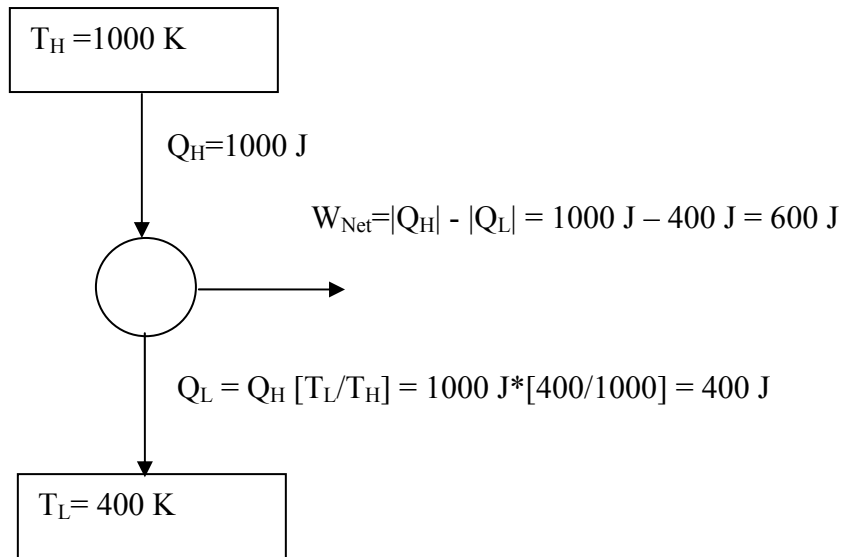 T_H =1000 K
Q_H=1000 J
W_Net=|Q_H| - |Q_L| = 1000 J – 400 J = 600 J
Q_L = Q_H [T_L/T_H] = 1000 J*[400/1000] = 400 J
T_L= 400 K